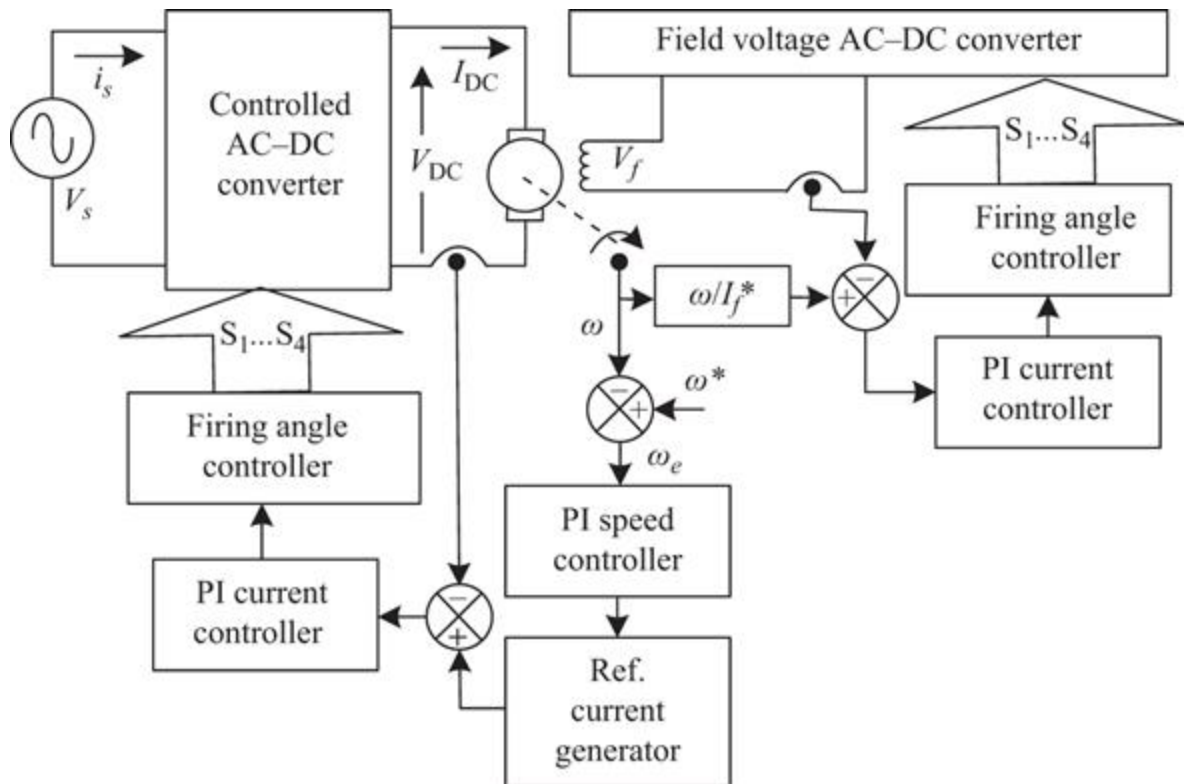 Field voltage AC–DC converter
i_s
I_DC
Controlled
AC–DC
converter
V_DC
V_f
V_s
S_1...S_4
Firing angle
controller
ω/I_f*
−
+
S_1...S_4
ω
PI current
controller
−
+
ω*
Firing angle
controller
ω_e
PI speed
controller
PI current
controller
−
+
Ref.
current
generator